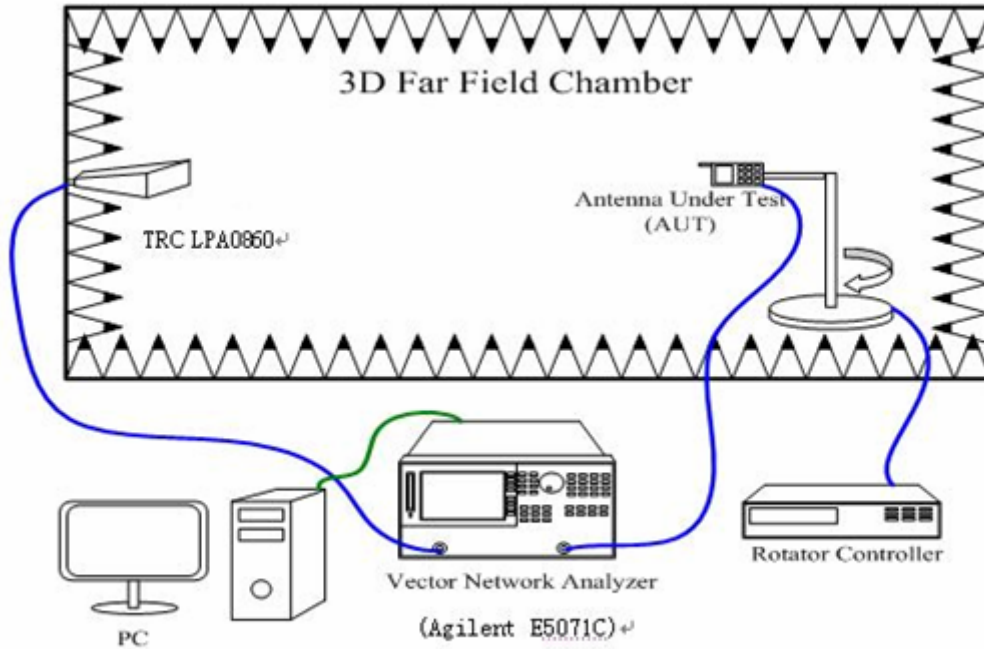 3D Far Field Chamber
TRC LPA0860↵
Antenna Under Test
(AUT)
Vector Network Analyzer
(Agilent E5071C)↵
Rotator Controller
PC